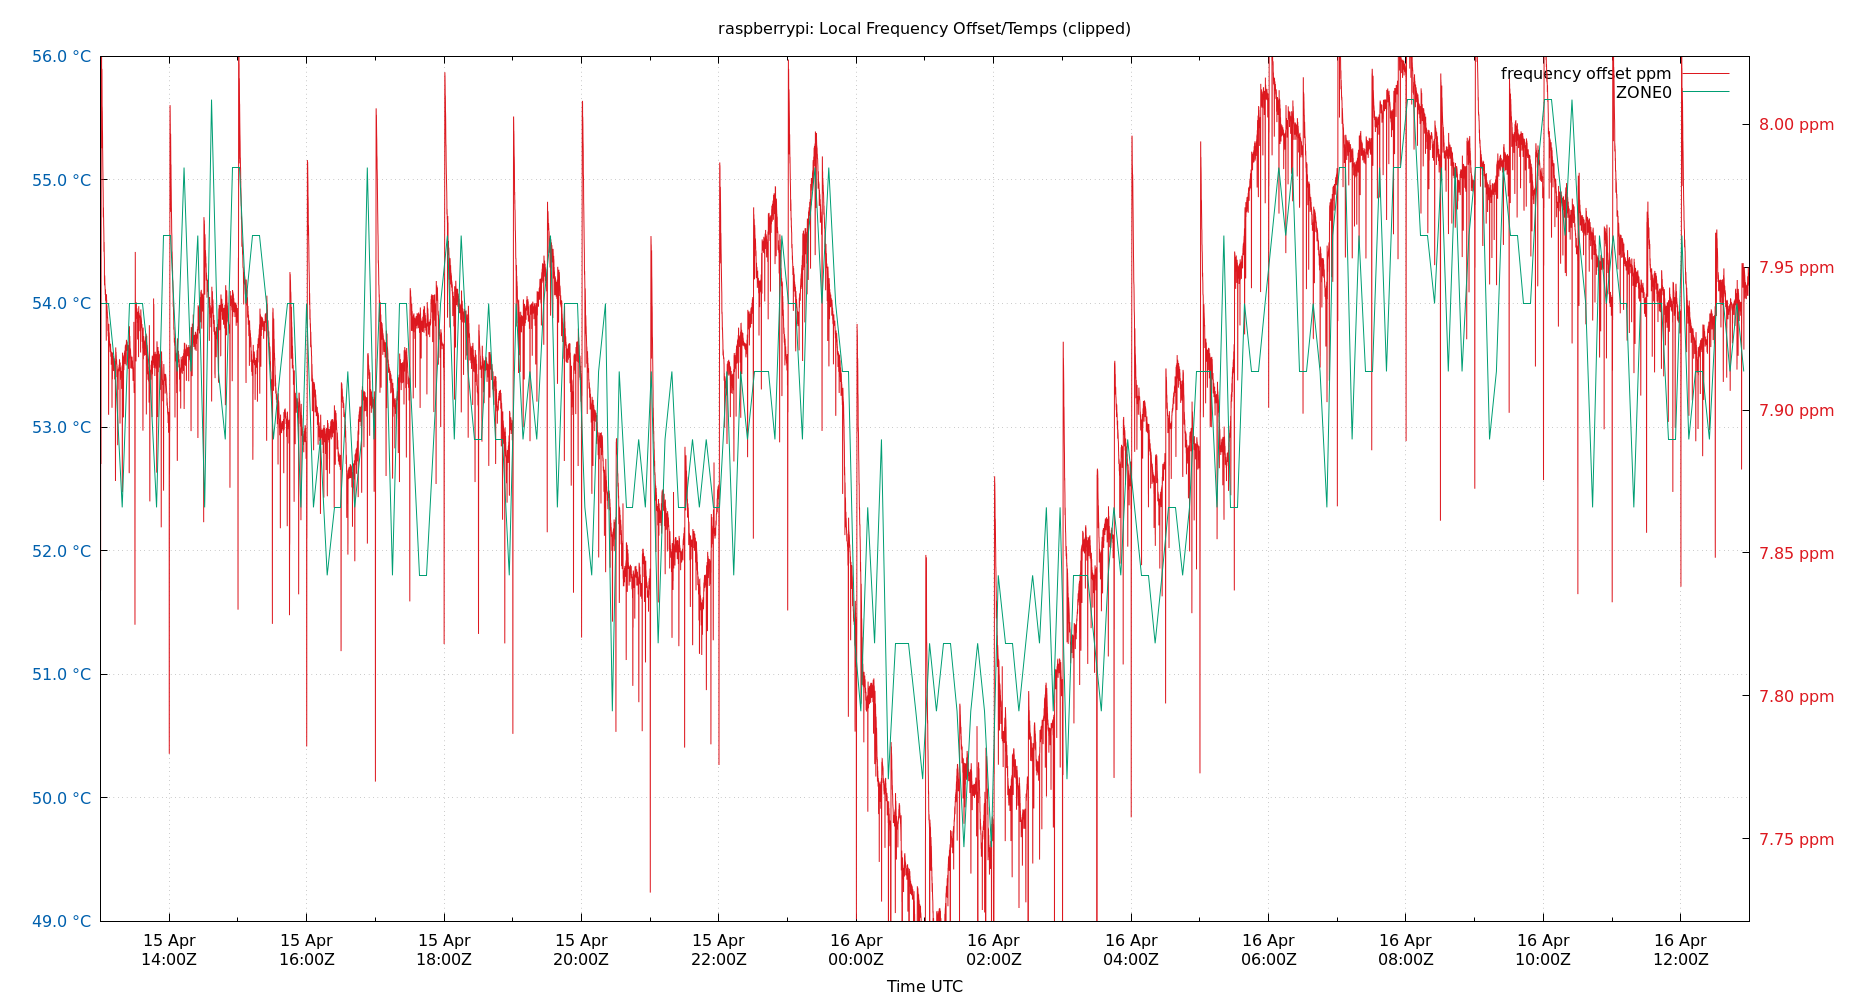 raspberrypi: Local Frequency Offset/Temps (clipped)
56.0 °C
55.0 °C
54.0 °C
53.0 °C
52.0 °C
51.0 °C
50.0 °C
49.0 °C
frequency offset ppm
ZONE0
8.00 ppm
7.95 ppm
7.90 ppm
7.85 ppm
7.80 ppm
7.75 ppm
15 Apr
14:00Z
15 Apr
16:00Z
15 Apr
18:00Z
15 Apr
20:00Z
15 Apr
22:00Z
16 Apr
00:00Z
16 Apr
02:00Z
16 Apr
04:00Z
16 Apr
06:00Z
16 Apr
08:00Z
16 Apr
10:00Z
16 Apr
12:00Z
Time UTC